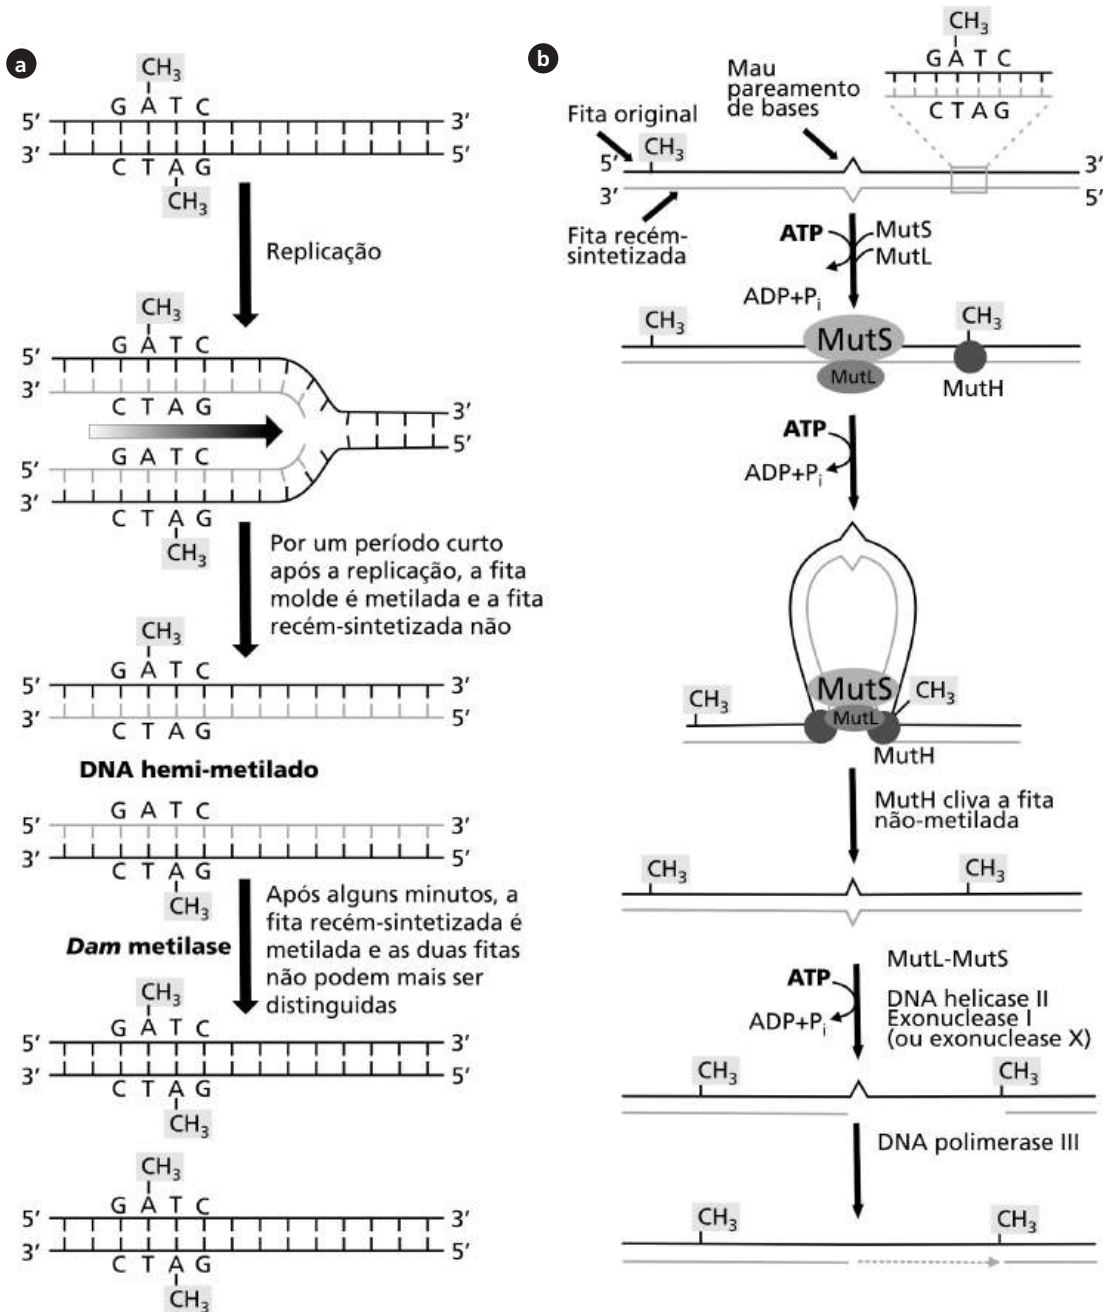 a
CH₃
G A T C
5′ 3′
3′ 5′
C T A G
CH₃
Replicação
CH₃
G A T C
5′
3′
C T A G
3′
5′
G A T C
5′
3′
C T A G
CH₃
Por um período curto
após a replicação, a fita
molde é metilada e a fita
recém-sintetizada não
CH₃
G A T C
5′ 3′
3′ 5′
C T A G
DNA hemi-metilado
G A T C
5′ 3′
3′ 5′
C T A G
CH₃
Após alguns minutos, a
fita recém-sintetizada é
metilada e as duas fitas
não podem mais ser
distinguidas
Dam metilase
CH₃
G A T C
5′ 3′
3′ 5′
C T A G
CH₃
CH₃
G A T C
5′ 3′
3′ 5′
C T A G
CH₃
b
CH₃
G A T C
C T A G
Mau
pareamento
de bases
Fita original
CH₃
5′ 3′
3′ 5′
Fita recém-
sintetizada
ATP
MutS
MutL
ADP+Pᵢ
CH₃
MutS
MutL
CH₃
MutH
ATP
ADP+Pᵢ
CH₃
MutS
MutL
CH₃
MutH
MutH cliva a fita
não-metilada
CH₃ CH₃
MutL-MutS
ATP
ADP+Pᵢ
DNA helicase II
Exonuclease I
(ou exonuclease X)
CH₃ CH₃
DNA polimerase III
CH₃ CH₃